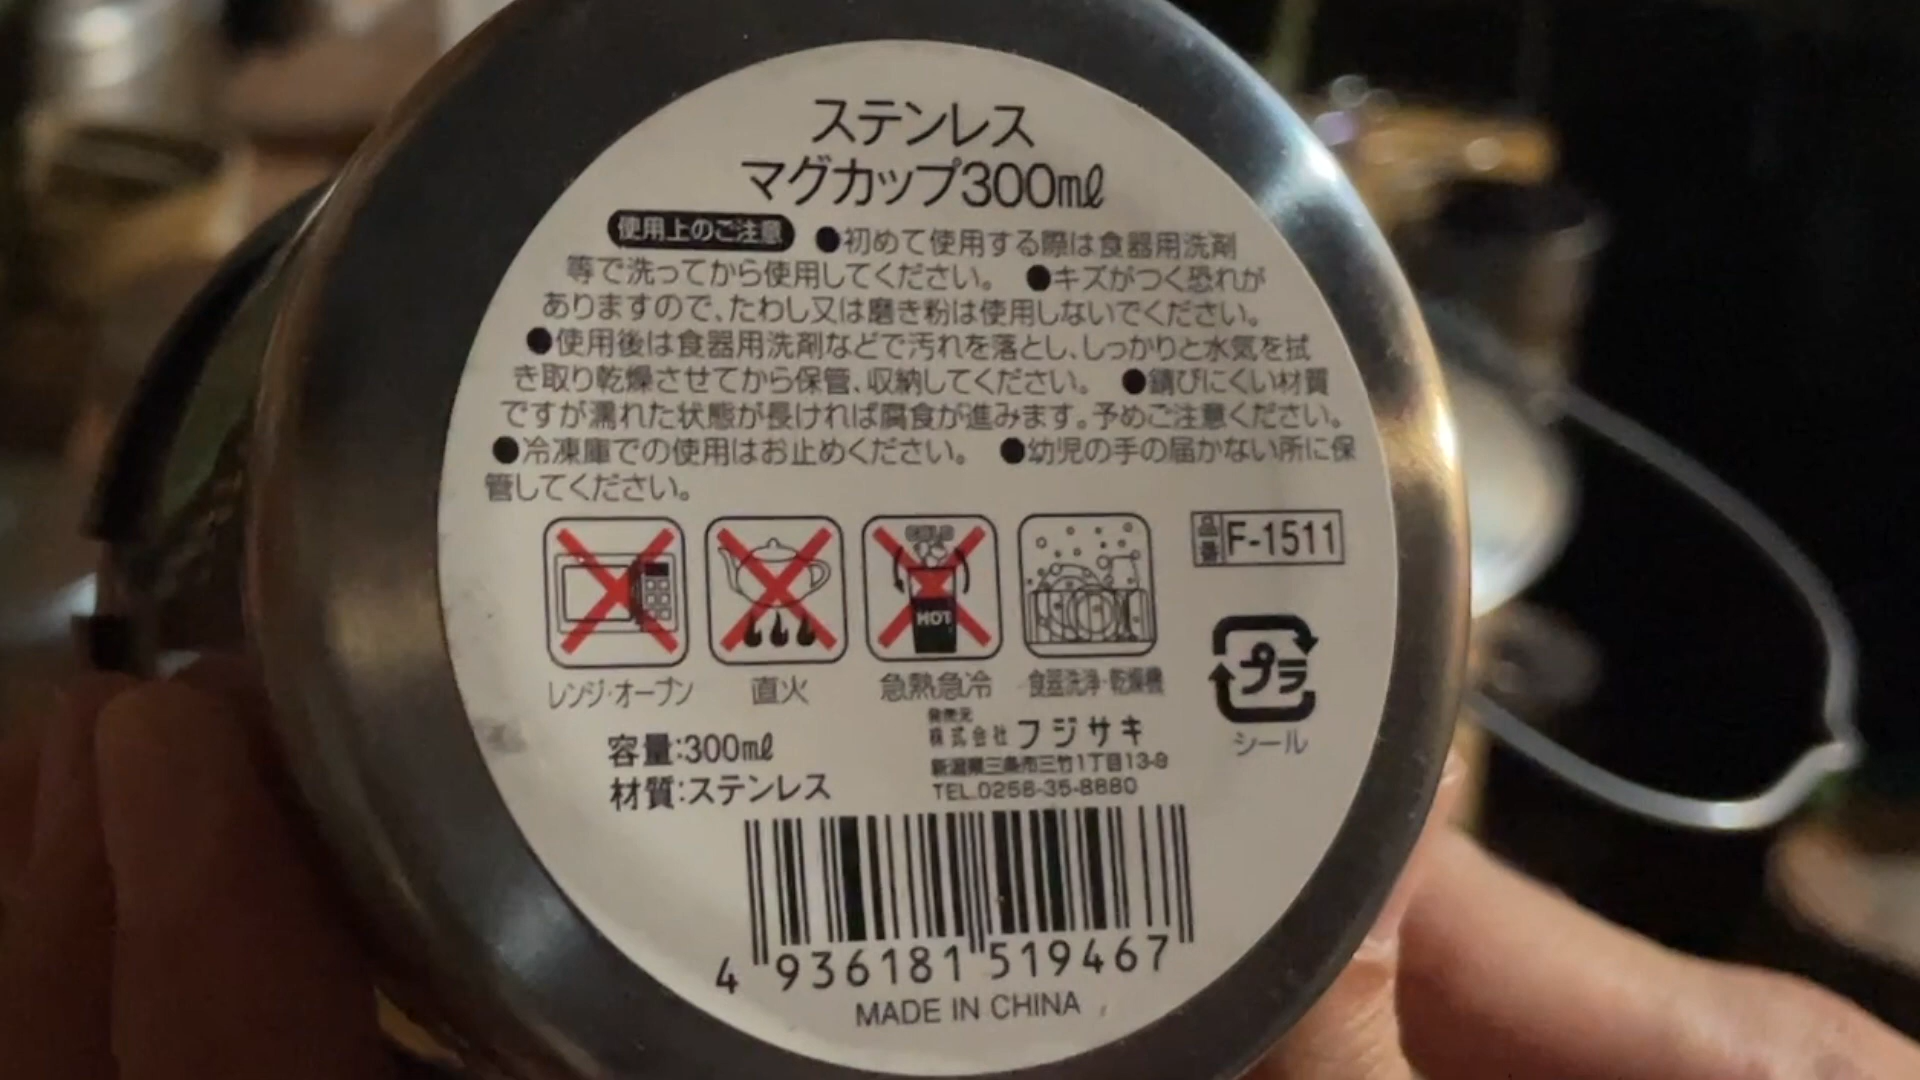 ステンレス
マグカップ300㎖
使用上のご注意 ●初めて使用する際は食器用洗剤
等で洗ってから使用してください。 ●キズがつく恐れが
ありますので、たわし又は磨き粉は使用しないでください。
●使用後は食器用洗剤などで汚れを落とし、しっかりと水気を拭
き取り乾燥させてから保管、収納してください。 ●錆びにくい材質
ですが濡れた状態が長ければ腐食が進みます。予めご注意ください。
●冷凍庫での使用はお止めください。 ●幼児の手の届かない所に保
管してください。
COLD
HOT
品番 F-1511
レンジ・オーブン 直火 急熱急冷 食器洗浄・乾燥機
プラ
シール
発売元
株式会社フジサキ
新潟県三条市三竹1丁目13-9
TEL.0256-35-8880
容量:300㎖
材質:ステンレス
4 936181 519467
MADE IN CHINA